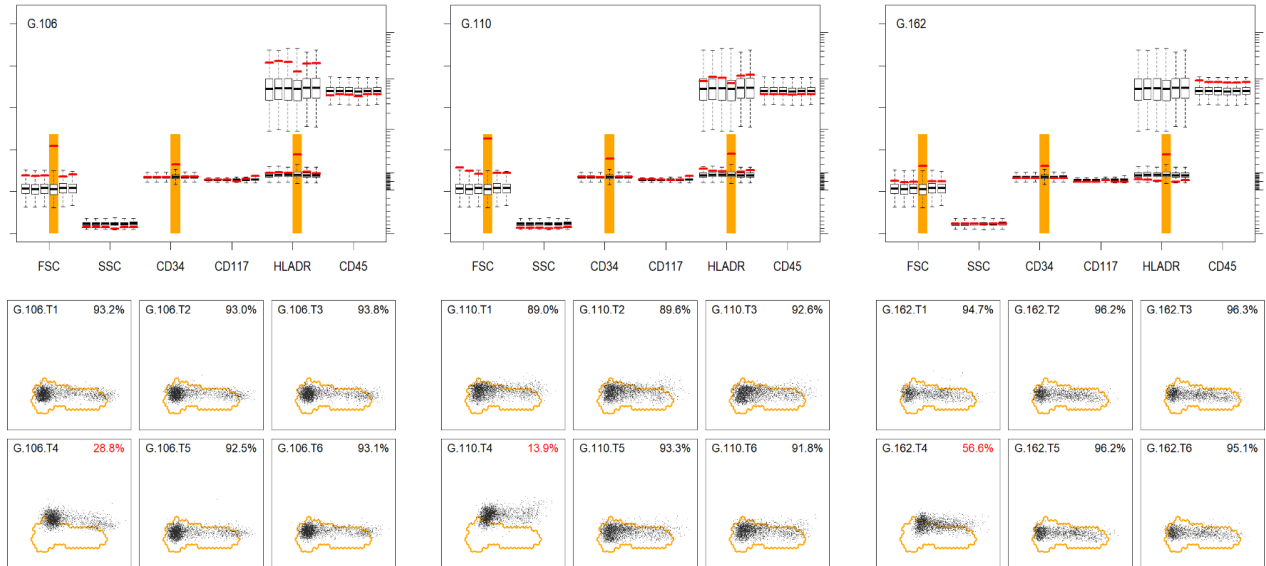 G.106
G.110
G.162
FSC SSC CD34 CD117 HLADR CD45
FSC SSC CD34 CD117 HLADR CD45
FSC SSC CD34 CD117 HLADR CD45
G.106.T1 93.2% G.106.T2 93.0% G.106.T3 93.8%
G.110.T1 89.0% G.110.T2 89.6% G.110.T3 92.6%
G.162.T1 94.7% G.162.T2 96.2% G.162.T3 96.3%
G.106.T4 28.8% G.106.T5 92.5% G.106.T6 93.1%
G.110.T4 13.9% G.110.T5 93.3% G.110.T6 91.8%
G.162.T4 56.6% G.162.T5 96.2% G.162.T6 95.1%